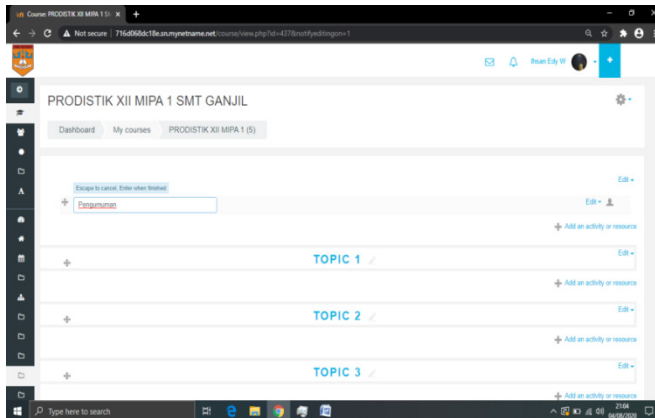 Course: PRODISTIK XII MIPA 1 S
Not secure | 716d068dc18e.sn.mynetname.net/course/view.php?id=437&notifyeditingon=1
Ihsan Edy W
PRODISTIK XII MIPA 1 SMT GANJIL
Dashboard My courses PRODISTIK XII MIPA 1 (5)
Edit
Escape to cancel, Enter when finished
Pengumuman Edit
Add an activity or resource
TOPIC 1 Edit
Add an activity or resource
TOPIC 2 Edit
Add an activity or resource
TOPIC 3 Edit
Add an activity or resource
Type here to search
21:04
04/08/2020